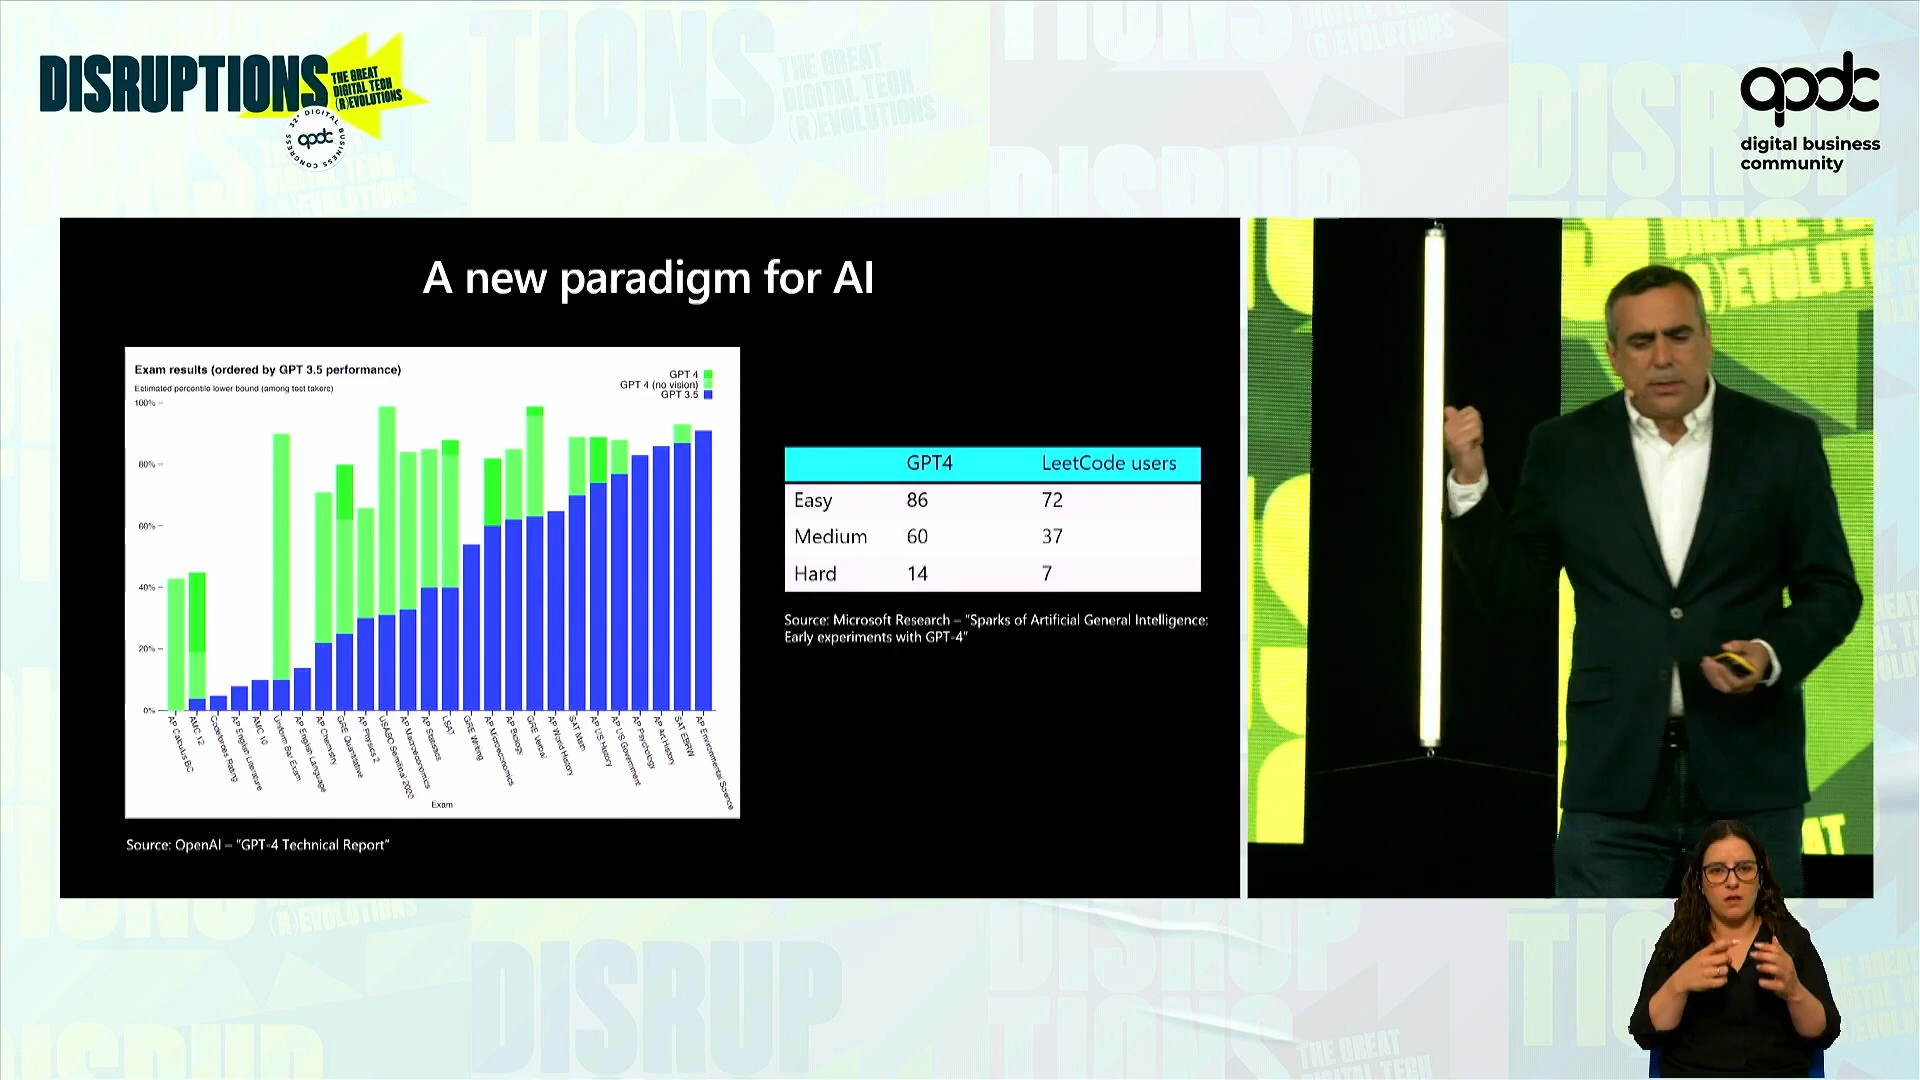 DISRUPTIONS
THE GREAT
DIGITAL TECH
(R)EVOLUTIONS
32º DIGITAL BUSINESS CONGRESS
apdc
apdc
digital business
community
A new paradigm for AI
Exam results (ordered by GPT 3.5 performance)
Estimated percentile lower bound (among test takers)
GPT 4
GPT 4 (no vision)
GPT 3.5
100%
80%
60%
40%
20%
0%
AP Calculus BC
AMC 12
Codeforces Rating
AP English Literature
AMC 10
Uniform Bar Exam
AP English Language
AP Chemistry
GRE Quantitative
AP Physics 2
USABO Semifinal 2020
AP Macroeconomics
AP Statistics
LSAT
GRE Writing
AP Microeconomics
AP Biology
GRE Verbal
AP World History
SAT Math
AP US History
AP US Government
AP Psychology
AP Art History
SAT EBRW
AP Environmental Science
Exam
Source: OpenAI – "GPT-4 Technical Report"
GPT4 LeetCode users
Easy 86 72
Medium 60 37
Hard 14 7
Source: Microsoft Research – "Sparks of Artificial General Intelligence:
Early experiments with GPT-4"